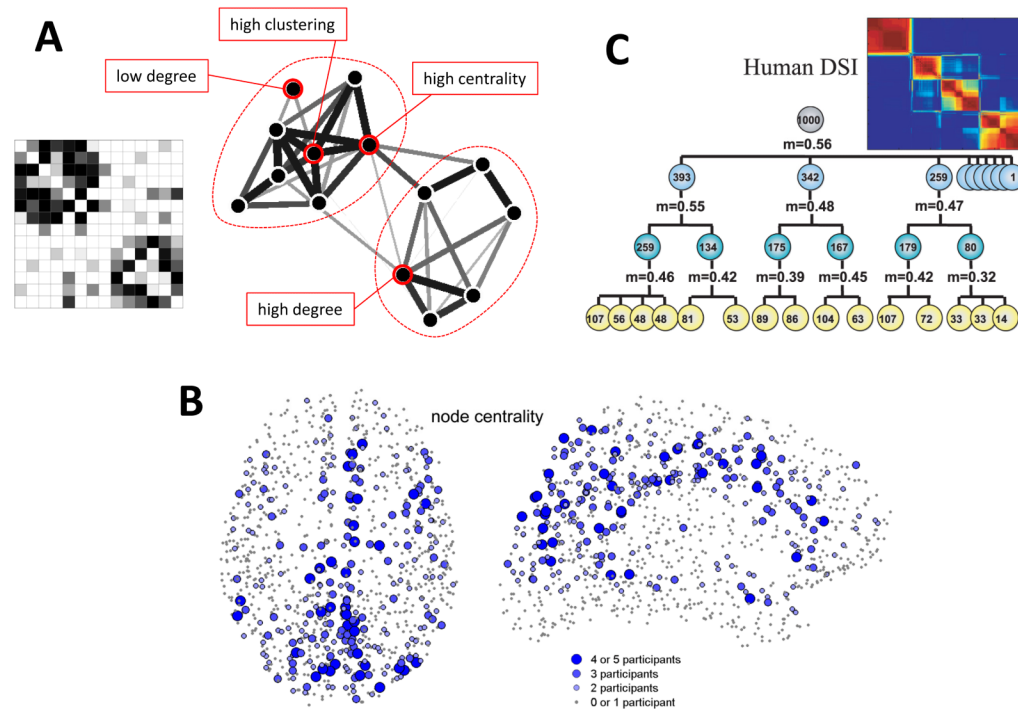 A
high clustering
low degree
high centrality
high degree
C
Human DSI
1000
m=0.56
393 342 259 1
m=0.55 m=0.48 m=0.47
259 134 175 167 179 80
m=0.46 m=0.42 m=0.39 m=0.45 m=0.42 m=0.32
107 56 48 48 81 53 89 86 104 63 107 72 33 33 14
B
node centrality
4 or 5 participants
3 participants
2 participants
0 or 1 participant